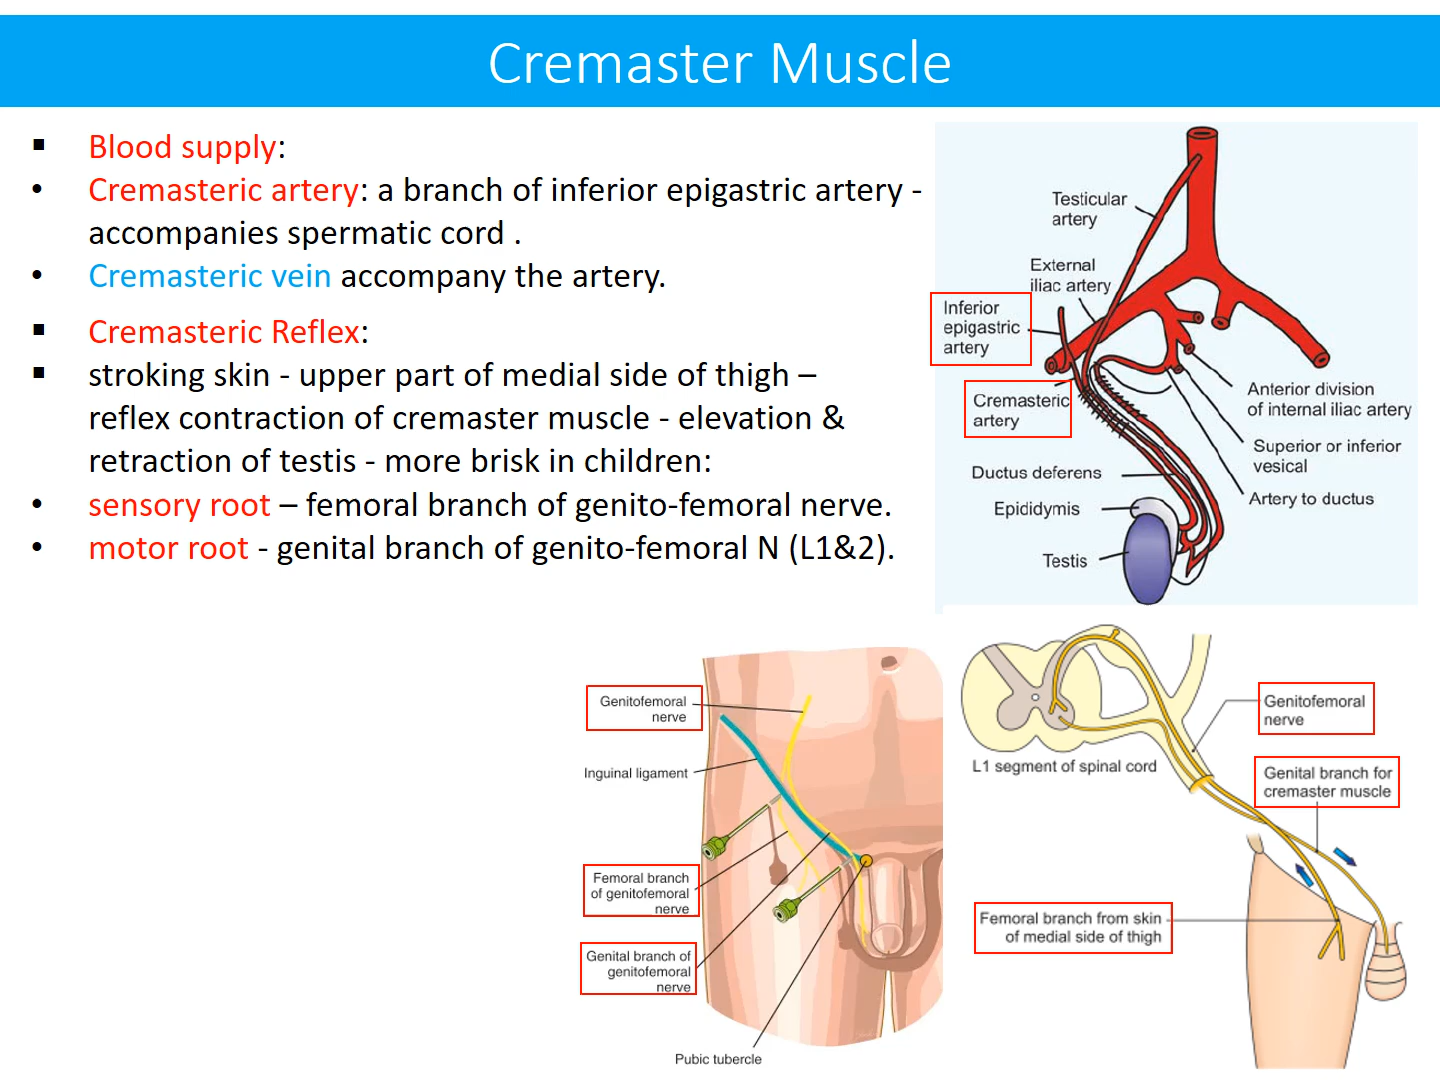 Cremaster Muscle
▪ Blood supply:
• Cremasteric artery: a branch of inferior epigastric artery -
accompanies spermatic cord .
• Cremasteric vein accompany the artery.
▪ Cremasteric Reflex:
▪ stroking skin - upper part of medial side of thigh –
reflex contraction of cremaster muscle - elevation &
retraction of testis - more brisk in children:
• sensory root – femoral branch of genito-femoral nerve.
• motor root - genital branch of genito-femoral N (L1&2).
Testicular
artery
External
iliac artery
Inferior
epigastric
artery
Cremasteric
artery
Ductus deferens
Epididymis
Testis
Anterior division
of internal iliac artery
Superior or inferior
vesical
Artery to ductus
Genitofemoral
nerve
Inguinal ligament
Femoral branch
of genitofemoral
nerve
Genital branch of
genitofemoral
nerve
Pubic tubercle
L1 segment of spinal cord
Genitofemoral
nerve
Genital branch for
cremaster muscle
Femoral branch from skin
of medial side of thigh